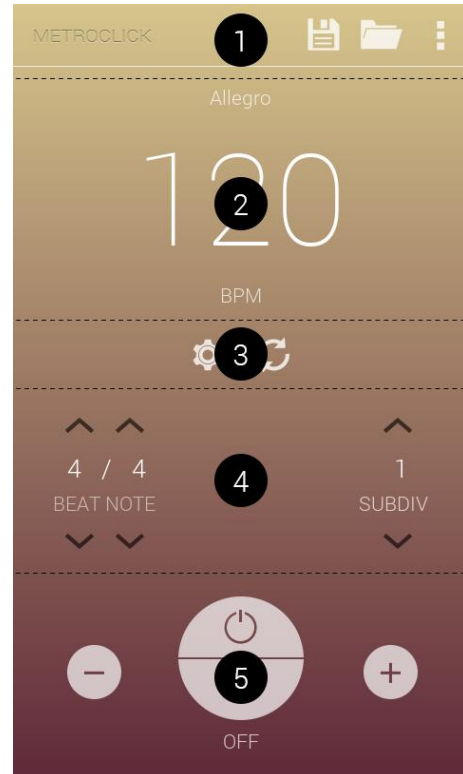 METROCLICK
1
Allegro
120
2
BPM
3
4 / 4
1
4
BEAT NOTE
SUBDIV
5
OFF